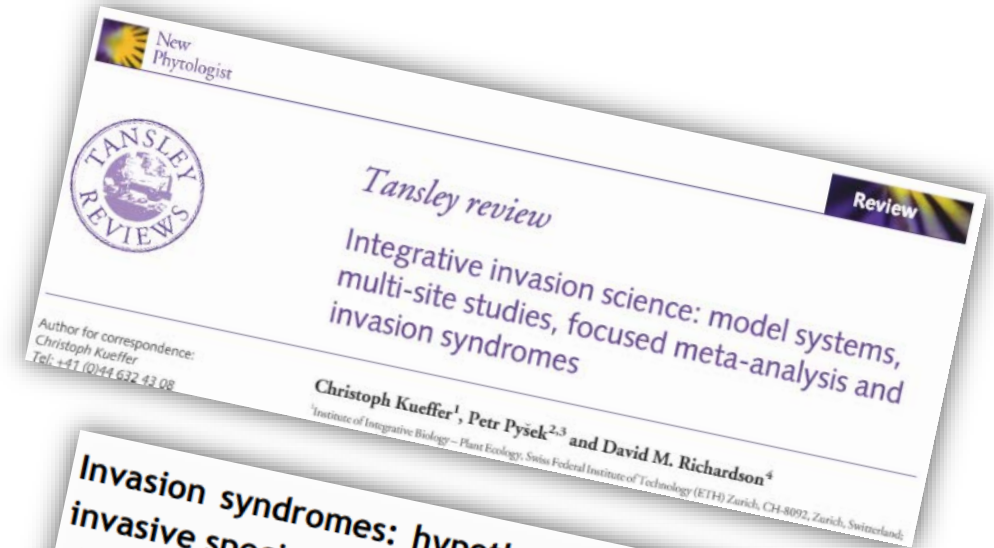 New
Phytologist
TANSLEY
REVIEWS
Review
Tansley review
Integrative invasion science: model systems,
multi-site studies, focused meta-analysis and
invasion syndromes
Author for correspondence:
Christoph Kueffer
Tel: +41 (0)44 632 43 08
Christoph Kueffer¹, Petr Pyšek²,³ and David M. Richardson⁴
¹Institute of Integrative Biology – Plant Ecology, Swiss Federal Institute of Technology (ETH) Zurich, CH-8092, Zurich, Switzerland;
Invasion syndromes:
invasive